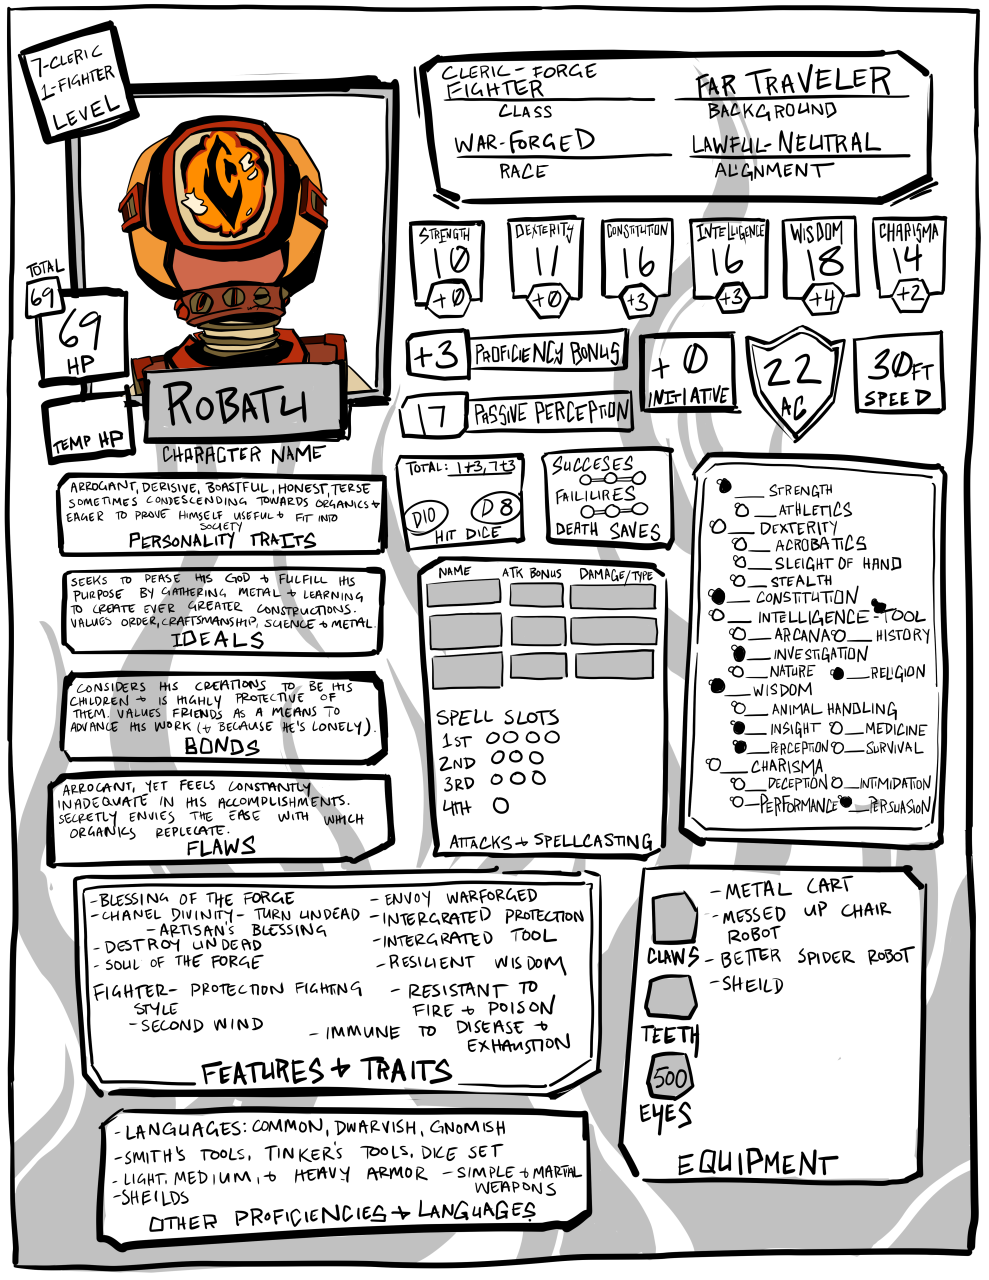 7-CLERIC
1-FIGHTER
LEVEL
CLERIC-FORGE
FIGHTER
CLASS
FAR TRAVELER
BACKGROUND
WAR-FORGED
RACE
LAWFUL-NEUTRAL
ALIGNMENT
STRENGTH
10
+0
DEXTERITY
11
+0
CONSTITUTION
16
+3
INTELLIGENCE
16
+3
WISDOM
18
+4
CHARISMA
14
+2
TOTAL
69
69
HP
TEMP HP
ROBAT4
CHARACTER NAME
+3 PROFICIENCY BONUS
17 PASSIVE PERCEPTION
+0
INITIATIVE
22
AC
30FT
SPEED
ARROGANT, DERISIVE, BOASTFUL, HONEST, TERSE
SOMETIMES CONDESCENDING TOWARDS ORGANICS +
EAGER TO PROVE HIMSELF USEFUL + FIT INTO
SOCIETY
PERSONALITY TRAITS
SEEKS TO PEASE HIS GOD + FULFILL HIS
PURPOSE BY GATHERING METAL + LEARNING
TO CREATE EVER GREATER CONSTRUCTIONS.
VALUES ORDER, CRAFTSMANSHIP, SCIENCE + METAL.
IDEALS
CONSIDERS HIS CREATIONS TO BE HIS
CHILDREN + IS HIGHLY PROTECTIVE OF
THEM. VALUES FRIENDS AS A MEANS TO
ADVANCE HIS WORK (+ BECAUSE HE'S LONELY).
BONDS
ARROGANT, YET FEELS CONSTANTLY
INADEQUATE IN HIS ACCOMPLISHMENTS.
SECRETLY ENVIES THE EASE WITH WHICH
ORGANICS REPLECATE.
FLAWS
TOTAL: 1+3, 7+3
D10 D8
HIT DICE
SUCCESES
FAILIURES
DEATH SAVES
NAME ATK BONUS DAMAGE/TYPE
SPELL SLOTS
1ST
2ND
3RD
4TH
ATTACKS + SPELLCASTING
STRENGTH
ATHLETICS
DEXTERITY
ACROBATICS
SLEIGHT OF HAND
STEALTH
CONSTITUTION
INTELLIGENCE-TOOL
ARCANA HISTORY
INVESTIGATION
NATURE RELIGION
WISDOM
ANIMAL HANDLING
INSIGHT MEDICINE
PERCEPTION SURVIVAL
CHARISMA
DECEPTION INTIMIDATION
PERFORMANCE PERSUASION
-BLESSING OF THE FORGE
-CHANEL DIVINITY- TURN UNDEAD
-ARTISAN'S BLESSING
-DESTROY UNDEAD
-SOUL OF THE FORGE
FIGHTER- PROTECTION FIGHTING
STYLE
-SECOND WIND
-ENVOY WARFORGED
-INTERGRATED PROTECTION
-INTERGRATED TOOL
-RESILIENT WISDOM
-RESISTANT TO
FIRE + POISON
-IMMUNE TO DISEASE +
EXHAUSTION
FEATURES + TRAITS
CLAWS
TEETH
500
EYES
-METAL CART
-MESSED UP CHAIR
ROBOT
-BETTER SPIDER ROBOT
-SHEILD
EQUIPMENT
-LANGUAGES: COMMON, DWARVISH, GNOMISH
-SMITH'S TOOLS, TINKER'S TOOLS, DICE SET
-LIGHT, MEDIUM, + HEAVY ARMOR -SIMPLE + MARTIAL
WEAPONS
-SHEILDS
OTHER PROFICIENCIES + LANGUAGES